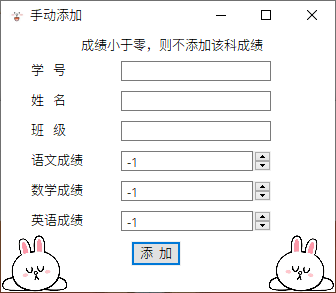 手动添加
成绩小于零，则不添加该科成绩
学 号
姓 名
班 级
语文成绩 -1
数学成绩 -1
英语成绩 -1
添 加